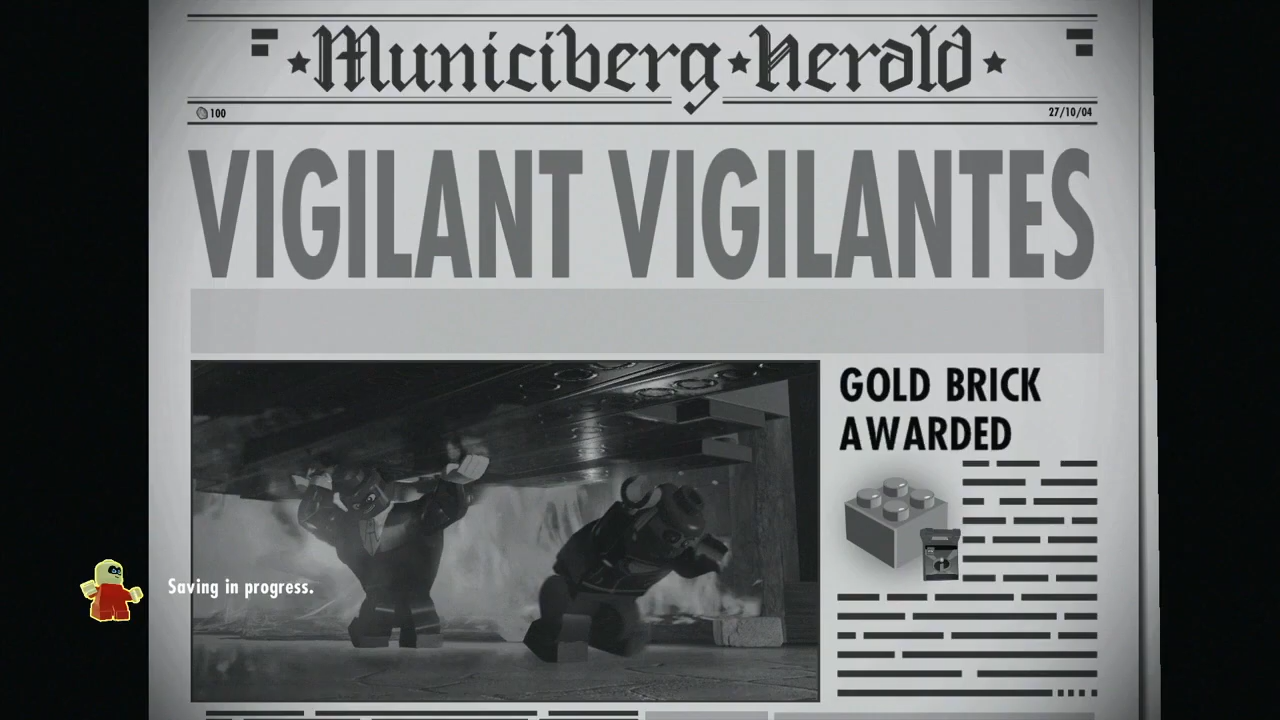 Municiberg Herald
100
27/10/04
VIGILANT VIGILANTES
GOLD BRICK
AWARDED
Saving in progress.